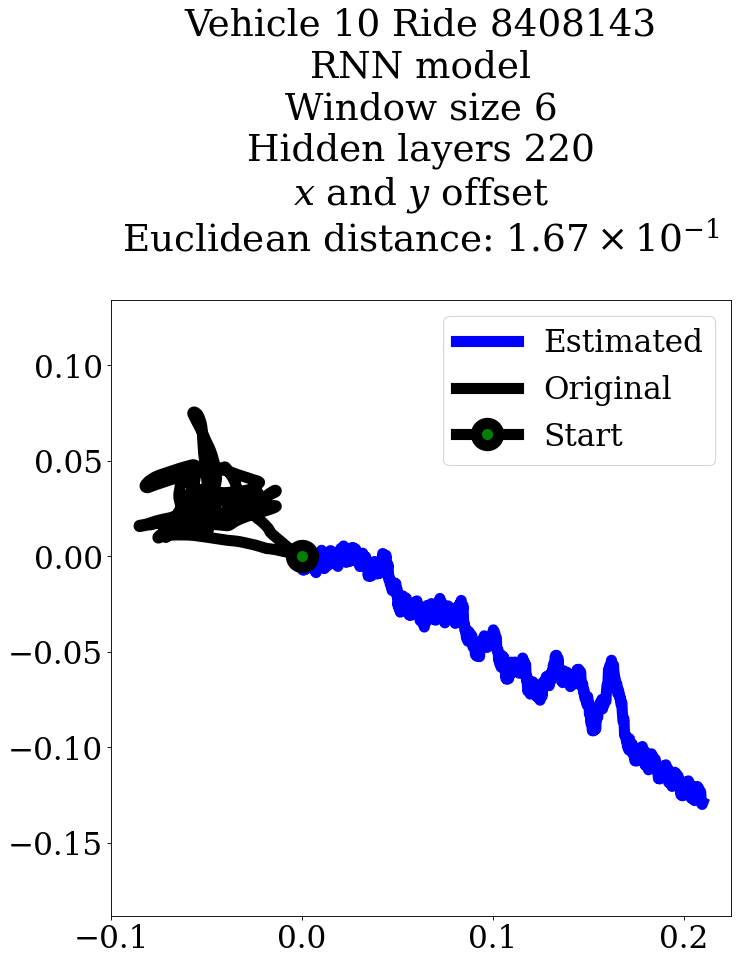 Vehicle 10 Ride 8408143
RNN model
Window size 6
Hidden layers 220
x and y offset
Euclidean distance: 1.67 × 10⁻¹
Estimated
Original
Start
0.10
0.05
0.00
−0.05
−0.10
−0.15
−0.1 0.0 0.1 0.2